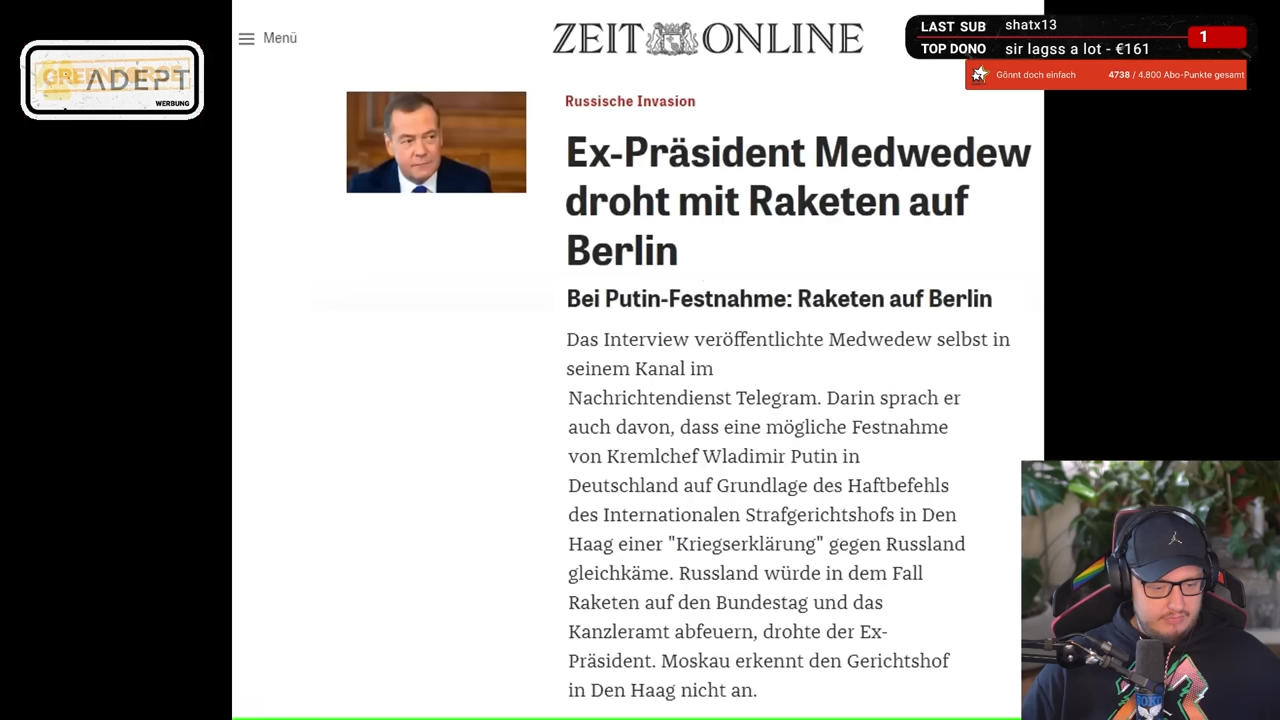 Menü
ZEIT ONLINE
LAST SUB shatx13
TOP DONO sir lagss a lot - €161
1
Gönnt doch einfach 4738 / 4.800 Abo-Punkte gesamt
ADEPT
WERBUNG
Russische Invasion
Ex-Präsident Medwedew
droht mit Raketen auf
Berlin
Bei Putin-Festnahme: Raketen auf Berlin
Das Interview veröffentlichte Medwedew selbst in
seinem Kanal im
Nachrichtendienst Telegram. Darin sprach er
auch davon, dass eine mögliche Festnahme
von Kremlchef Wladimir Putin in
Deutschland auf Grundlage des Haftbefehls
des Internationalen Strafgerichtshofs in Den
Haag einer "Kriegserklärung" gegen Russland
gleichkäme. Russland würde in dem Fall
Raketen auf den Bundestag und das
Kanzleramt abfeuern, drohte der Ex-
Präsident. Moskau erkennt den Gerichtshof
in Den Haag nicht an.